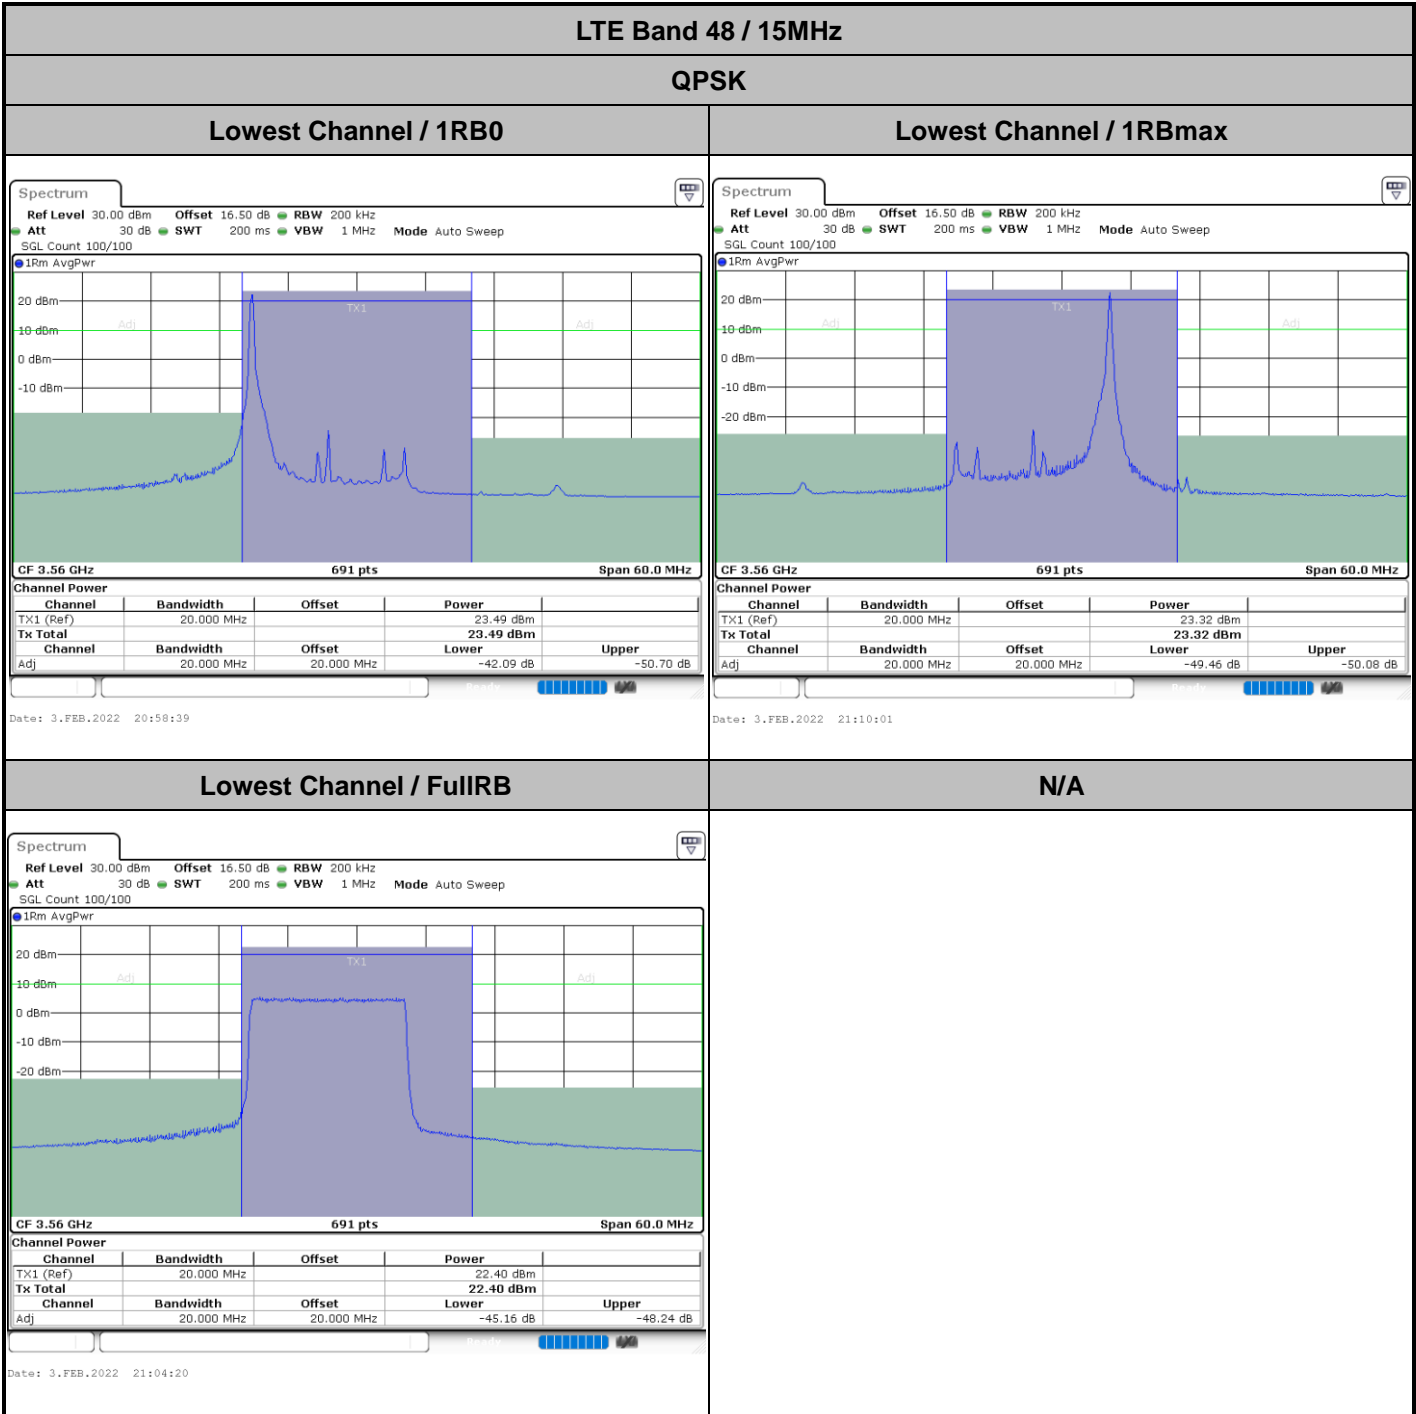 LTE Band 48 / 15MHz
QPSK
Lowest Channel / 1RB0
Lowest Channel / 1RBmax
Spectrum
Ref Level 30.00 dBm Offset 16.50 dB RBW 200 kHz
Att 30 dB SWT 200 ms VBW 1 MHz Mode Auto Sweep
SGL Count 100/100
1Rm AvgPwr
TX1
Adj
Adj
20 dBm
10 dBm
0 dBm
-10 dBm
CF 3.56 GHz 691 pts Span 60.0 MHz
Channel Power
Channel Bandwidth Offset Power
TX1 (Ref) 20.000 MHz 23.49 dBm
Tx Total 23.49 dBm
Channel Bandwidth Offset Lower Upper
Adj 20.000 MHz 20.000 MHz -42.09 dB -50.70 dB
Ready
Date: 3.FEB.2022 20:58:39
Spectrum
Ref Level 30.00 dBm Offset 16.50 dB RBW 200 kHz
Att 30 dB SWT 200 ms VBW 1 MHz Mode Auto Sweep
SGL Count 100/100
1Rm AvgPwr
TX1
Adj
Adj
20 dBm
10 dBm
0 dBm
-10 dBm
-20 dBm
CF 3.56 GHz 691 pts Span 60.0 MHz
Channel Power
Channel Bandwidth Offset Power
TX1 (Ref) 20.000 MHz 23.32 dBm
Tx Total 23.32 dBm
Channel Bandwidth Offset Lower Upper
Adj 20.000 MHz 20.000 MHz -49.46 dB -50.08 dB
Ready
Date: 3.FEB.2022 21:10:01
Lowest Channel / FullRB
N/A
Spectrum
Ref Level 30.00 dBm Offset 16.50 dB RBW 200 kHz
Att 30 dB SWT 200 ms VBW 1 MHz Mode Auto Sweep
SGL Count 100/100
1Rm AvgPwr
TX1
Adj
Adj
20 dBm
10 dBm
0 dBm
-10 dBm
-20 dBm
CF 3.56 GHz 691 pts Span 60.0 MHz
Channel Power
Channel Bandwidth Offset Power
TX1 (Ref) 20.000 MHz 22.40 dBm
Tx Total 22.40 dBm
Channel Bandwidth Offset Lower Upper
Adj 20.000 MHz 20.000 MHz -45.16 dB -48.24 dB
Ready
Date: 3.FEB.2022 21:04:20